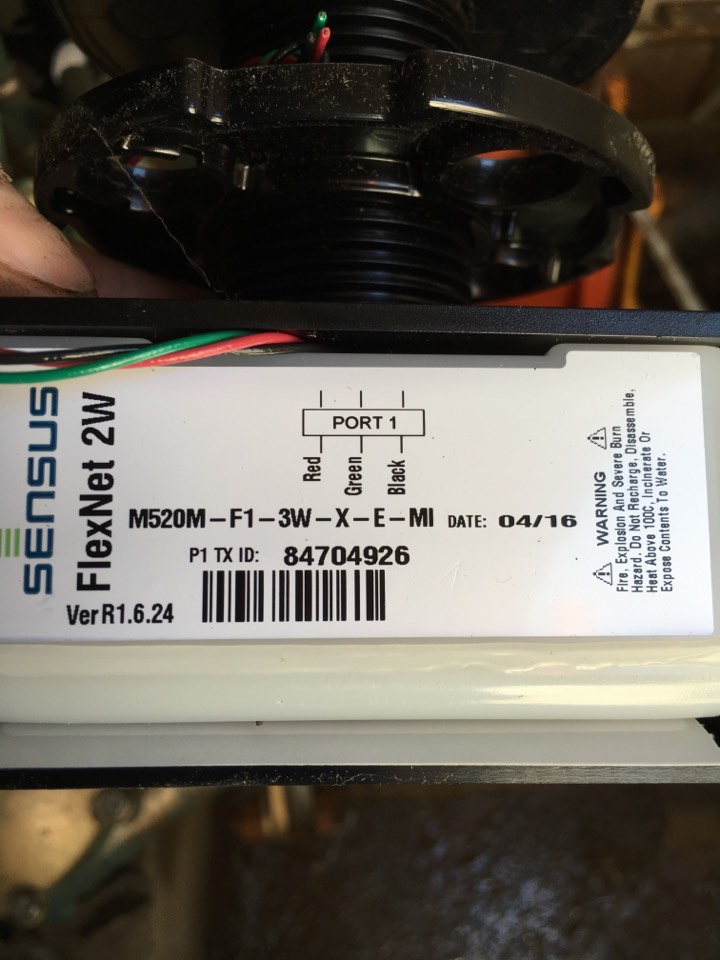 SENSUS
FlexNet 2W
PORT 1
Red
Green
Black
M520M-F1-3W-X-E-MI DATE: 04/16
P1 TX ID: 84704926
Ver R1.6.24
WARNING
Fire, Explosion And Severe Burn
Hazard. Do Not Recharge, Disassemble,
Heat Above 100C, Incinerate Or
Expose Contents To Water.